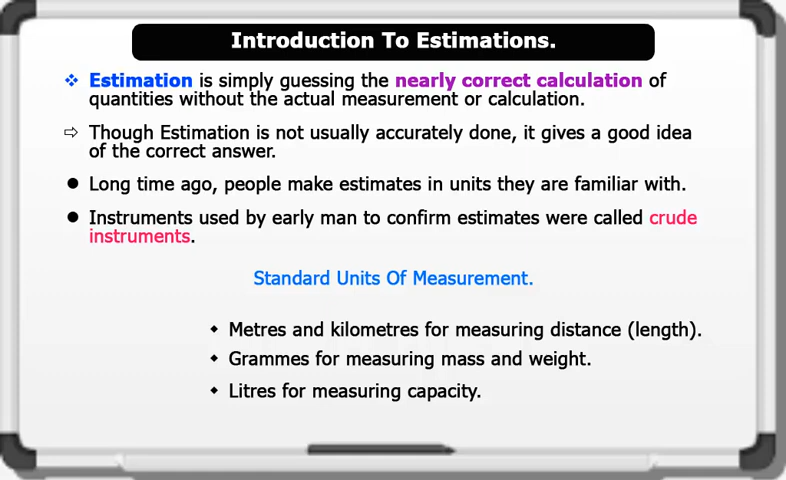 Introduction To Estimations.
❖ Estimation is simply guessing the nearly correct calculation of
quantities without the actual measurement or calculation.
⇨ Though Estimation is not usually accurately done, it gives a good idea
of the correct answer.
● Long time ago, people make estimates in units they are familiar with.
● Instruments used by early man to confirm estimates were called crude
instruments.
Standard Units Of Measurement.
◆ Metres and kilometres for measuring distance (length).
◆ Grammes for measuring mass and weight.
◆ Litres for measuring capacity.